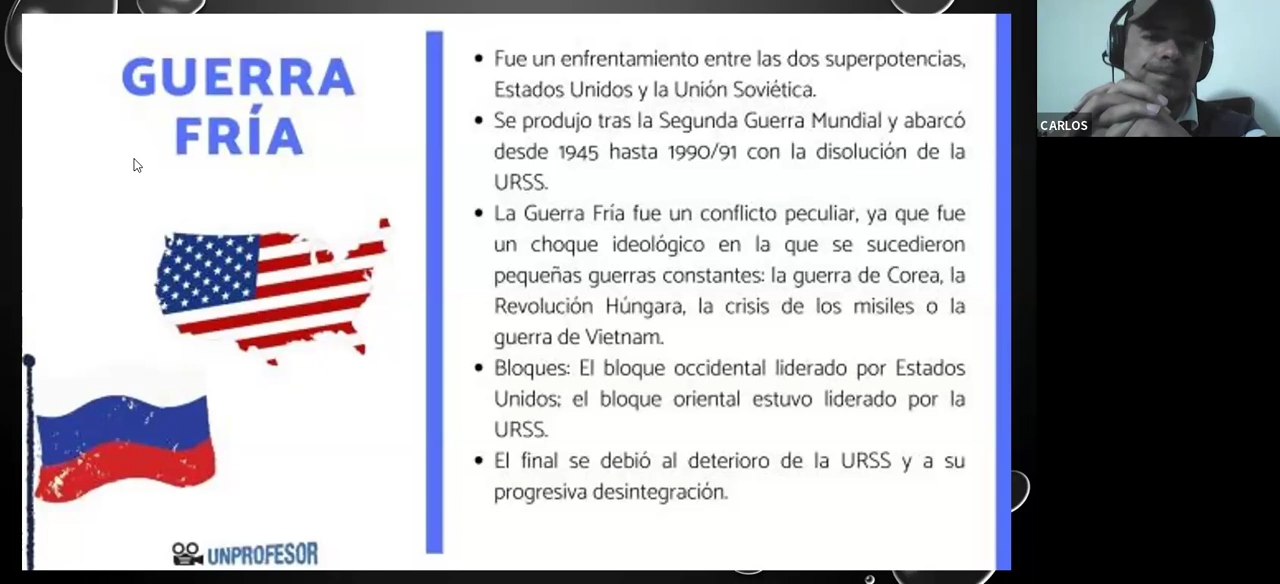 GUERRA
FRÍA
• Fue un enfrentamiento entre las dos superpotencias,
Estados Unidos y la Unión Soviética.
• Se produjo tras la Segunda Guerra Mundial y abarcó
desde 1945 hasta 1990/91 con la disolución de la
URSS.
• La Guerra Fría fue un conflicto peculiar, ya que fue
un choque ideológico en la que se sucedieron
pequeñas guerras constantes: la guerra de Corea, la
Revolución Húngara, la crisis de los misiles o la
guerra de Vietnam.
• Bloques: El bloque occidental liderado por Estados
Unidos; el bloque oriental estuvo liderado por la
URSS.
• El final se debió al deterioro de la URSS y a su
progresiva desintegración.
UNPROFESOR
CARLOS